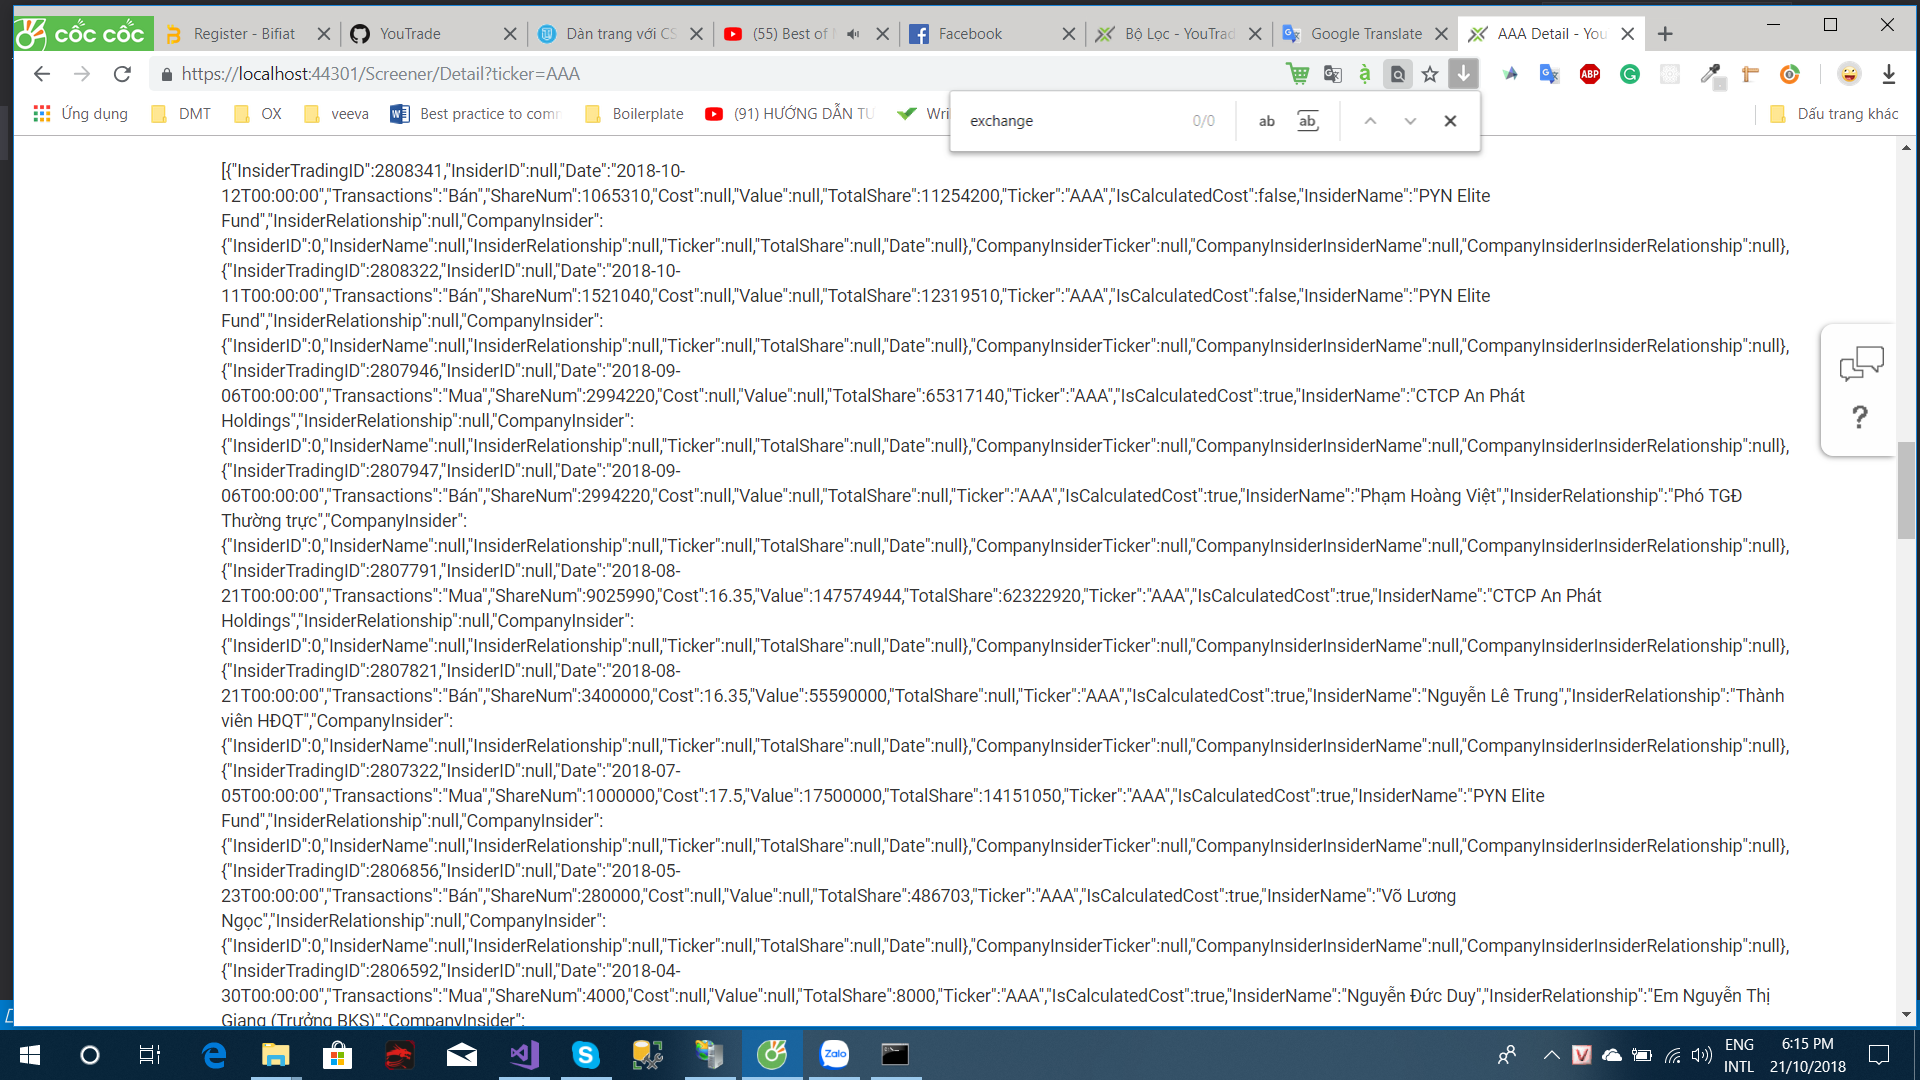 cốc cốc
Register - Bifiat
YouTrade
Dàn trang với CS
(55) Best of
Facebook
Bộ Lọc - YouTrad
Google Translate
AAA Detail - You
https://localhost:44301/Screener/Detail?ticker=AAA
ABP
Ứng dụng
DMT
OX
veeva
Best practice to comm
Boilerplate
(91) HƯỚNG DẪN TỪ
Wri
Dấu trang khác
exchange
0/0
ab
ab
[{"InsiderTradingID":2808341,"InsiderID":null,"Date":"2018-10-
12T00:00:00","Transactions":"Bán","ShareNum":1065310,"Cost":null,"Value":null,"TotalShare":11254200,"Ticker":"AAA","IsCalculatedCost":false,"InsiderName":"PYN Elite
Fund","InsiderRelationship":null,"CompanyInsider":
{"InsiderID":0,"InsiderName":null,"InsiderRelationship":null,"Ticker":null,"TotalShare":null,"Date":null},"CompanyInsiderTicker":null,"CompanyInsiderInsiderName":null,"CompanyInsiderInsiderRelationship":null},
{"InsiderTradingID":2808322,"InsiderID":null,"Date":"2018-10-
11T00:00:00","Transactions":"Bán","ShareNum":1521040,"Cost":null,"Value":null,"TotalShare":12319510,"Ticker":"AAA","IsCalculatedCost":false,"InsiderName":"PYN Elite
Fund","InsiderRelationship":null,"CompanyInsider":
{"InsiderID":0,"InsiderName":null,"InsiderRelationship":null,"Ticker":null,"TotalShare":null,"Date":null},"CompanyInsiderTicker":null,"CompanyInsiderInsiderName":null,"CompanyInsiderInsiderRelationship":null},
{"InsiderTradingID":2807946,"InsiderID":null,"Date":"2018-09-
06T00:00:00","Transactions":"Mua","ShareNum":2994220,"Cost":null,"Value":null,"TotalShare":65317140,"Ticker":"AAA","IsCalculatedCost":true,"InsiderName":"CTCP An Phát
Holdings","InsiderRelationship":null,"CompanyInsider":
{"InsiderID":0,"InsiderName":null,"InsiderRelationship":null,"Ticker":null,"TotalShare":null,"Date":null},"CompanyInsiderTicker":null,"CompanyInsiderInsiderName":null,"CompanyInsiderInsiderRelationship":null},
{"InsiderTradingID":2807947,"InsiderID":null,"Date":"2018-09-
06T00:00:00","Transactions":"Bán","ShareNum":2994220,"Cost":null,"Value":null,"TotalShare":null,"Ticker":"AAA","IsCalculatedCost":true,"InsiderName":"Phạm Hoàng Việt","InsiderRelationship":"Phó TGĐ
Thường trực","CompanyInsider":
{"InsiderID":0,"InsiderName":null,"InsiderRelationship":null,"Ticker":null,"TotalShare":null,"Date":null},"CompanyInsiderTicker":null,"CompanyInsiderInsiderName":null,"CompanyInsiderInsiderRelationship":null},
{"InsiderTradingID":2807791,"InsiderID":null,"Date":"2018-08-
21T00:00:00","Transactions":"Mua","ShareNum":9025990,"Cost":16.35,"Value":147574944,"TotalShare":62322920,"Ticker":"AAA","IsCalculatedCost":true,"InsiderName":"CTCP An Phát
Holdings","InsiderRelationship":null,"CompanyInsider":
{"InsiderID":0,"InsiderName":null,"InsiderRelationship":null,"Ticker":null,"TotalShare":null,"Date":null},"CompanyInsiderTicker":null,"CompanyInsiderInsiderName":null,"CompanyInsiderInsiderRelationship":null},
{"InsiderTradingID":2807821,"InsiderID":null,"Date":"2018-08-
21T00:00:00","Transactions":"Bán","ShareNum":3400000,"Cost":16.35,"Value":55590000,"TotalShare":null,"Ticker":"AAA","IsCalculatedCost":true,"InsiderName":"Nguyễn Lê Trung","InsiderRelationship":"Thành
viên HĐQT","CompanyInsider":
{"InsiderID":0,"InsiderName":null,"InsiderRelationship":null,"Ticker":null,"TotalShare":null,"Date":null},"CompanyInsiderTicker":null,"CompanyInsiderInsiderName":null,"CompanyInsiderInsiderRelationship":null},
{"InsiderTradingID":2807322,"InsiderID":null,"Date":"2018-07-
05T00:00:00","Transactions":"Mua","ShareNum":1000000,"Cost":17.5,"Value":17500000,"TotalShare":14151050,"Ticker":"AAA","IsCalculatedCost":true,"InsiderName":"PYN Elite
Fund","InsiderRelationship":null,"CompanyInsider":
{"InsiderID":0,"InsiderName":null,"InsiderRelationship":null,"Ticker":null,"TotalShare":null,"Date":null},"CompanyInsiderTicker":null,"CompanyInsiderInsiderName":null,"CompanyInsiderInsiderRelationship":null},
{"InsiderTradingID":2806856,"InsiderID":null,"Date":"2018-05-
23T00:00:00","Transactions":"Bán","ShareNum":280000,"Cost":null,"Value":null,"TotalShare":486703,"Ticker":"AAA","IsCalculatedCost":true,"InsiderName":"Võ Lương
Ngọc","InsiderRelationship":null,"CompanyInsider":
{"InsiderID":0,"InsiderName":null,"InsiderRelationship":null,"Ticker":null,"TotalShare":null,"Date":null},"CompanyInsiderTicker":null,"CompanyInsiderInsiderName":null,"CompanyInsiderInsiderRelationship":null},
{"InsiderTradingID":2806592,"InsiderID":null,"Date":"2018-04-
30T00:00:00","Transactions":"Mua","ShareNum":4000,"Cost":null,"Value":null,"TotalShare":8000,"Ticker":"AAA","IsCalculatedCost":true,"InsiderName":"Nguyễn Đức Duy","InsiderRelationship":"Em Nguyễn Thị
Giang (Trưởng BKS)","CompanyInsider":
?
Zalo
ENG
INTL
6:15 PM
21/10/2018